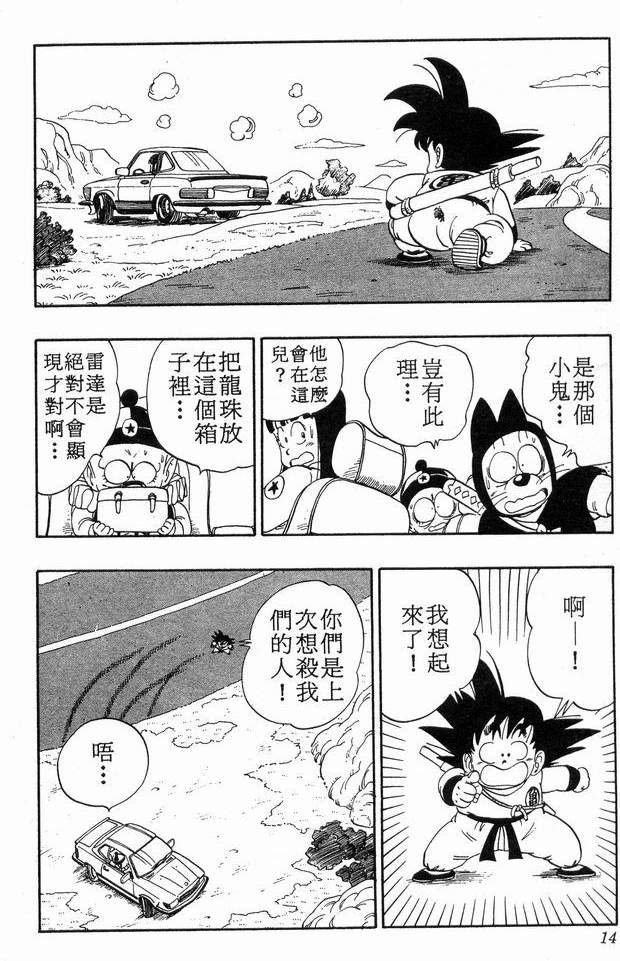 是那個
小鬼…
豈有此
理…
他怎麼
會在這
兒？
把龍珠放
在這個箱
子裡…
雷達是
絕對不會顯
現才對啊…
啊—！
我想起
來了！
你們是上
次想殺我
們的人！
唔…
14